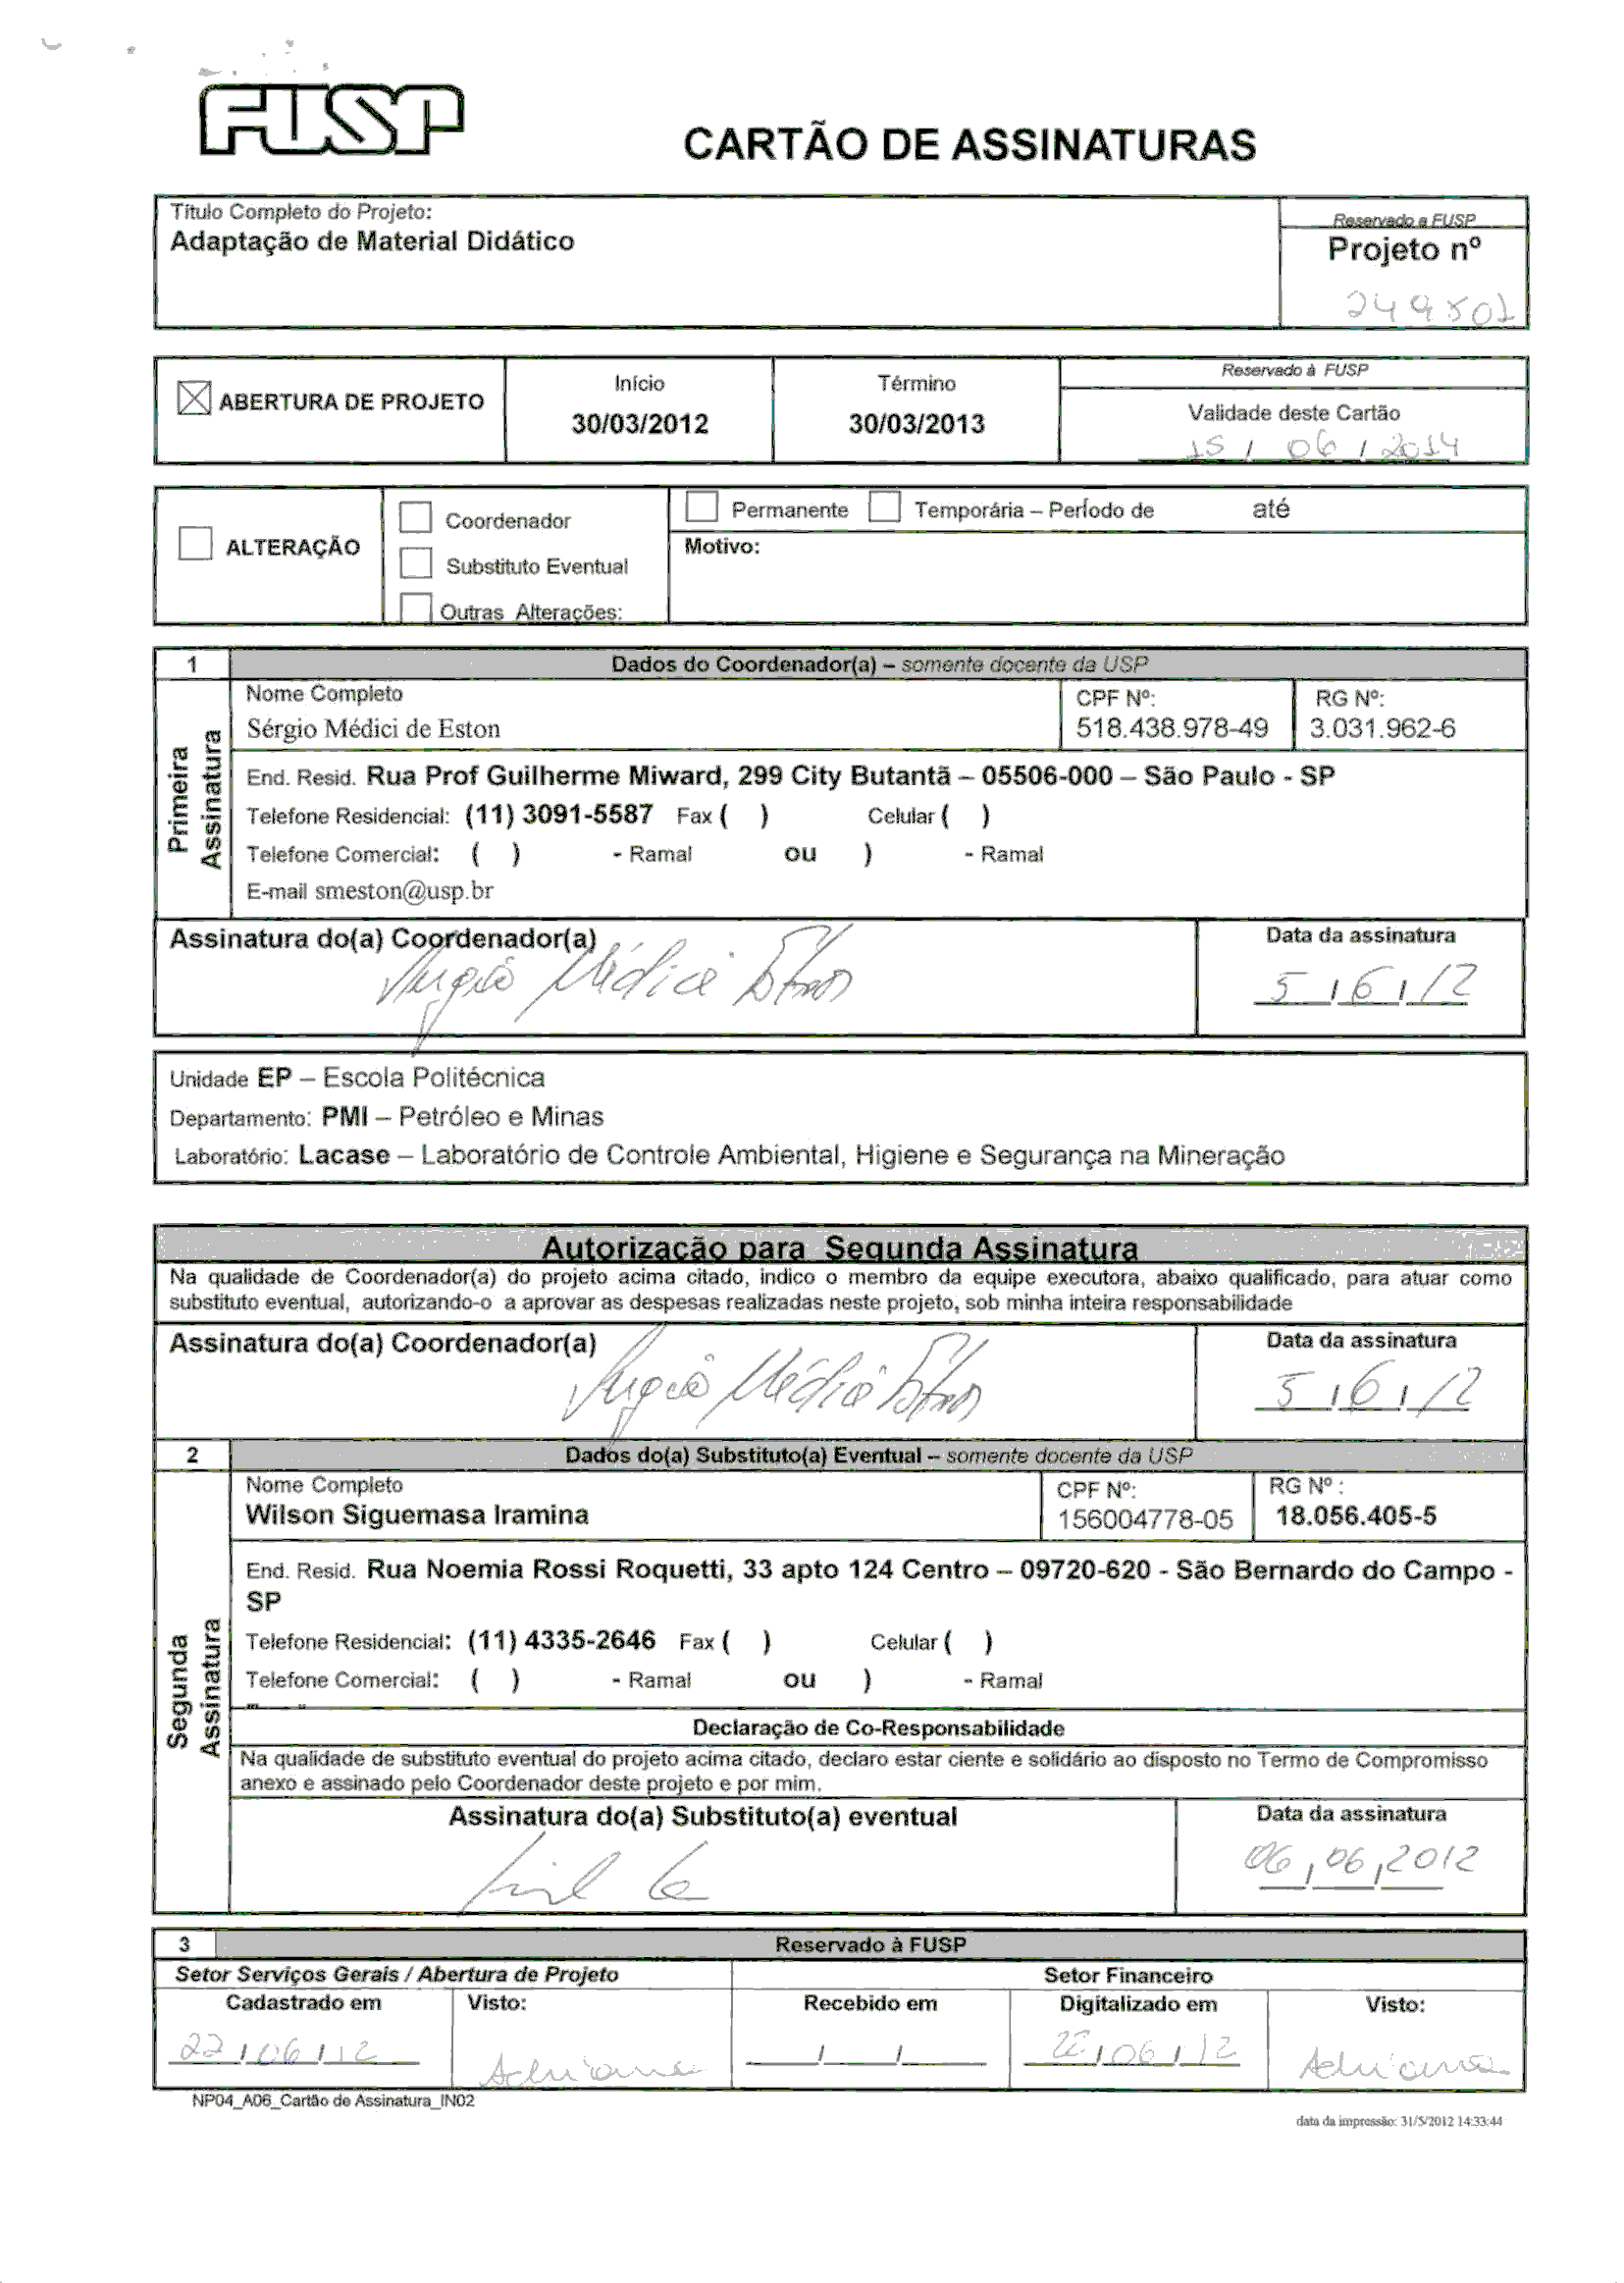 FUSP
CARTÃO DE ASSINATURAS
Título Completo do Projeto:
Adaptação de Material Didático
Reservado a FUSP
Projeto nº
249501
ABERTURA DE PROJETO
Início
30/03/2012
Término
30/03/2013
Reservado à FUSP
Validade deste Cartão
15 / 06 / 2014
ALTERAÇÃO
Coordenador
Substituto Eventual
Outras Alterações:
Permanente Temporária – Período de até
Motivo:
1 Dados do Coordenador(a) – somente docente da USP
Primeira Assinatura
Nome Completo
Sérgio Médici de Eston
CPF Nº:
518.438.978-49
RG Nº:
3.031.962-6
End. Resid. Rua Prof Guilherme Miward, 299 City Butantã – 05506-000 – São Paulo - SP
Telefone Residencial: (11) 3091-5587 Fax ( ) Celular ( )
Telefone Comercial: ( ) - Ramal ou ) - Ramal
E-mail smeston@usp.br
Assinatura do(a) Coordenador(a)
Sérgio Médici Eston
Data da assinatura
5 / 6 / 12
Unidade EP – Escola Politécnica
Departamento: PMI – Petróleo e Minas
Laboratório: Lacase – Laboratório de Controle Ambiental, Higiene e Segurança na Mineração
Autorização para Segunda Assinatura
Na qualidade de Coordenador(a) do projeto acima citado, indico o membro da equipe executora, abaixo qualificado, para atuar como
substituto eventual, autorizando-o a aprovar as despesas realizadas neste projeto, sob minha inteira responsabilidade
Assinatura do(a) Coordenador(a)
Sérgio Médici Eston
Data da assinatura
5 / 6 / 12
2 Dados do(a) Substituto(a) Eventual – somente docente da USP
Segunda Assinatura
Nome Completo
Wilson Siguemasa Iramina
CPF Nº:
156004778-05
RG Nº :
18.056.405-5
End. Resid. Rua Noemia Rossi Roquetti, 33 apto 124 Centro – 09720-620 - São Bernardo do Campo -
SP
Telefone Residencial: (11) 4335-2646 Fax ( ) Celular ( )
Telefone Comercial: ( ) - Ramal ou ) - Ramal
Declaração de Co-Responsabilidade
Na qualidade de substituto eventual do projeto acima citado, declaro estar ciente e solidário ao disposto no Termo de Compromisso
anexo e assinado pelo Coordenador deste projeto e por mim.
Assinatura do(a) Substituto(a) eventual
Data da assinatura
06 / 06 / 2012
3 Reservado à FUSP
Setor Serviços Gerais / Abertura de Projeto
Setor Financeiro
Cadastrado em
22 / 06 / 12
Visto:
Adriana
Recebido em
/ /
Digitalizado em
22 / 06 / 12
Visto:
Adriana
NP04_A06_Cartão de Assinatura_IN02
data da impressão: 31/5/2012 14:33:44